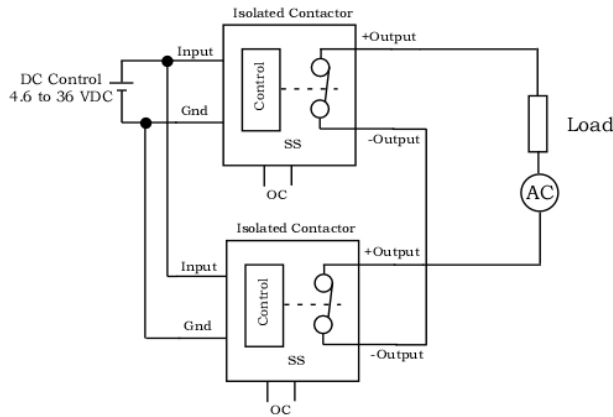 Isolated Contactor
+Output
Input
DC Control
4.6 to 36 VDC
Control
Gnd
SS
-Output
OC
Load
AC
Isolated Contactor
+Output
Input
Control
Gnd
SS
-Output
OC